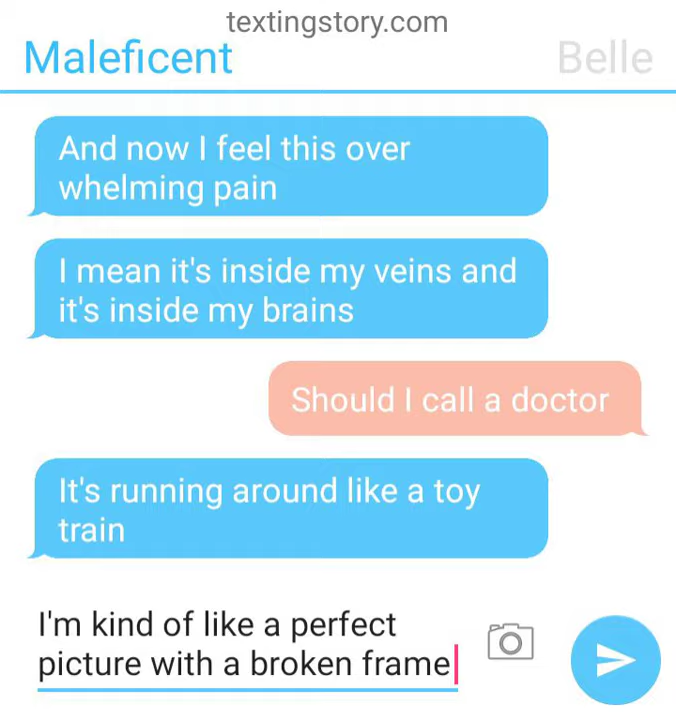 textingstory.com
Maleficent
Belle
And now I feel this over
whelming pain
I mean it's inside my veins and
it's inside my brains
Should I call a doctor
It's running around like a toy
train
I'm kind of like a perfect
picture with a broken frame